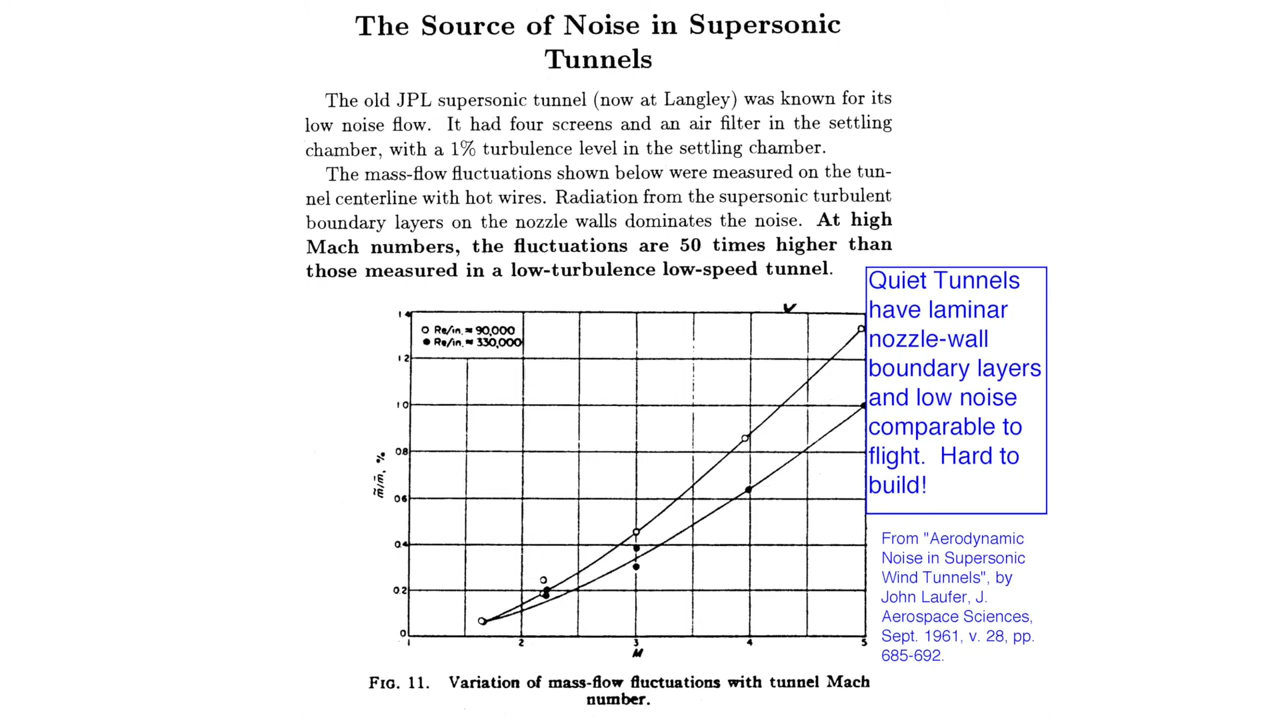 The Source of Noise in Supersonic
Tunnels
The old JPL supersonic tunnel (now at Langley) was known for its
low noise flow. It had four screens and an air filter in the settling
chamber, with a 1% turbulence level in the settling chamber.
The mass-flow fluctuations shown below were measured on the tun-
nel centerline with hot wires. Radiation from the supersonic turbulent
boundary layers on the nozzle walls dominates the noise. At high
Mach numbers, the fluctuations are 50 times higher than
those measured in a low-turbulence low-speed tunnel.
Quiet Tunnels
have laminar
nozzle-wall
boundary layers
and low noise
comparable to
flight. Hard to
build!
From "Aerodynamic
Noise in Supersonic
Wind Tunnels", by
John Laufer, J.
Aerospace Sciences,
Sept. 1961, v. 28, pp.
685-692.
Re/in. ≈ 90,000
Re/in. ≈ 330,000
1.4
1.2
1.0
0.8
0.6
0.4
0.2
0
m̃/m̄, %
1 2 3 4 5
M
FIG. 11. Variation of mass-flow fluctuations with tunnel Mach
number.